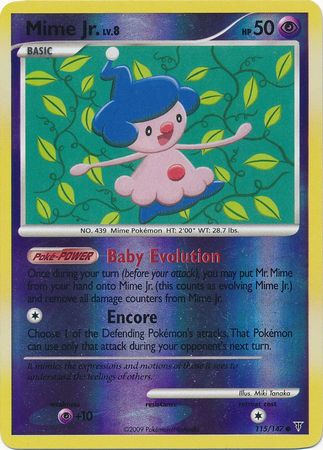 Mime Jr. LV.8 HP 50
BASIC
NO. 439 Mime Pokémon HT: 2'00" WT: 28.7 lbs.
Poké-POWER Baby Evolution
Once during your turn (before your attack), you may put Mr. Mime
from your hand onto Mime Jr. (this counts as evolving Mime Jr.)
and remove all damage counters from Mime Jr.
Encore
Choose 1 of the Defending Pokémon's attacks. That Pokémon
can use only that attack during your opponent's next turn.
It mimics the expressions and motions of those it sees to
understand the feelings of others.
Illus. Miki Tanaka
weakness resistance retreat cost
+10
©2009 Pokémon/Nintendo 115/147